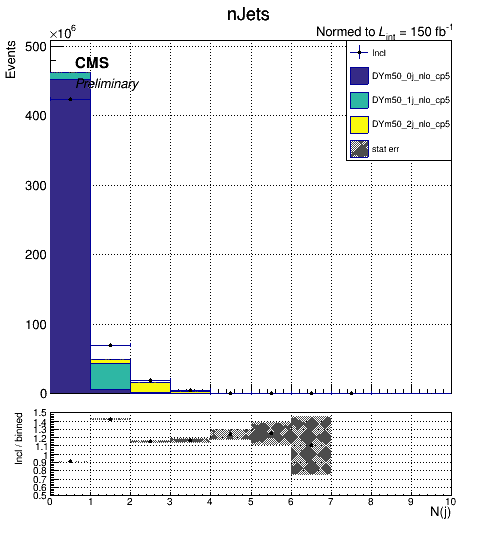 nJets
Normed to L_int = 150 fb⁻¹
×10⁶
Events
CMS
Preliminary
Incl
DYm50_0j_nlo_cp5
DYm50_1j_nlo_cp5
DYm50_2j_nlo_cp5
stat err
500
400
300
200
100
0
Incl / binned
1.5
1.4
1.3
1.2
1.1
1
0.9
0.8
0.7
0.6
0.5
0 1 2 3 4 5 6 7 8 9 10
N(j)